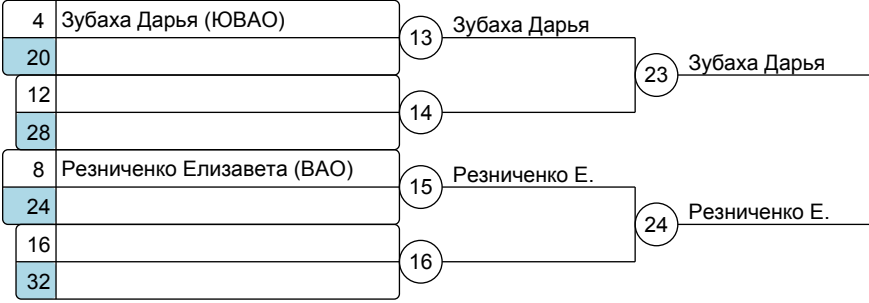 4 Зубаха Дарья (ЮВАО)
13 Зубаха Дарья
20
23 Зубаха Дарья
12
14
28
8 Резниченко Елизавета (ВАО)
15 Резниченко Е.
24
24 Резниченко Е.
16
16
32